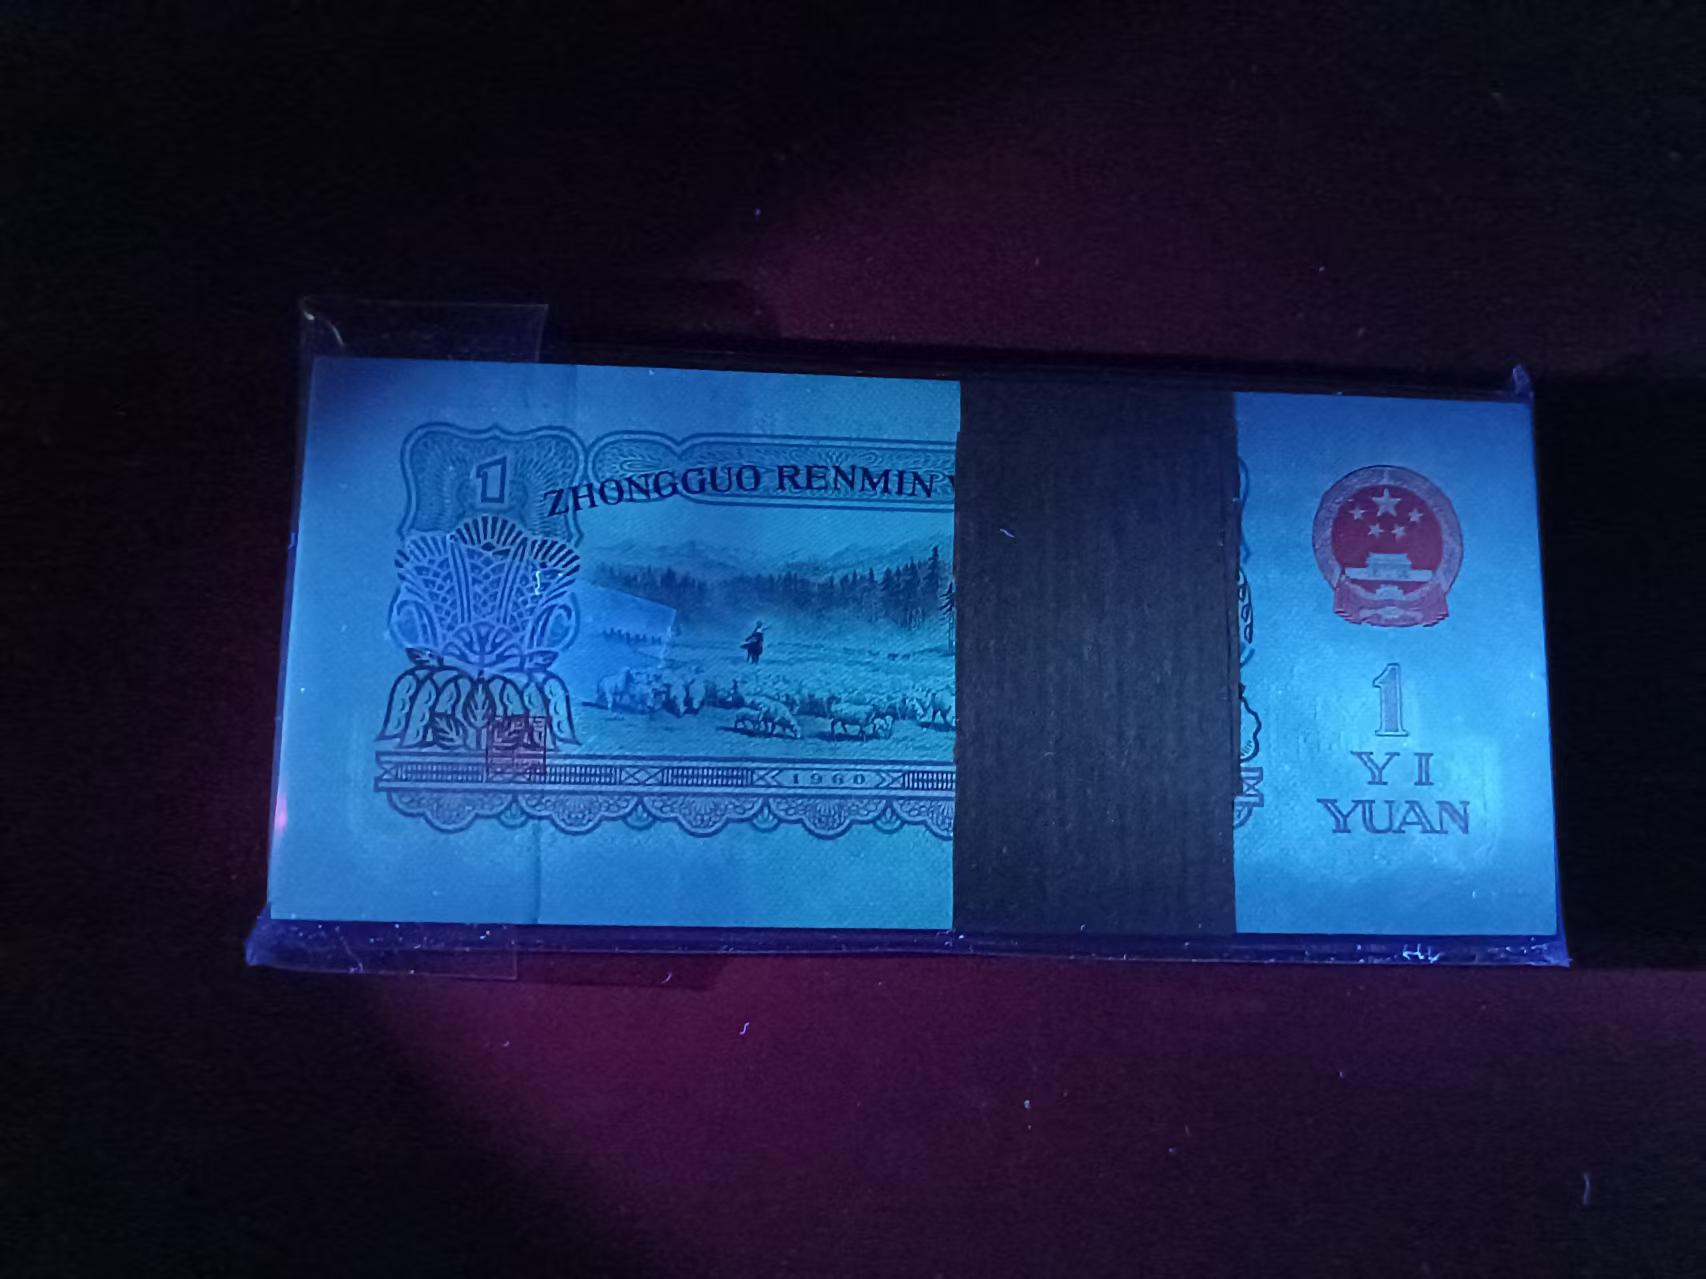 1
ZHONGGUO RENMIN
1960
1
YI
YUAN